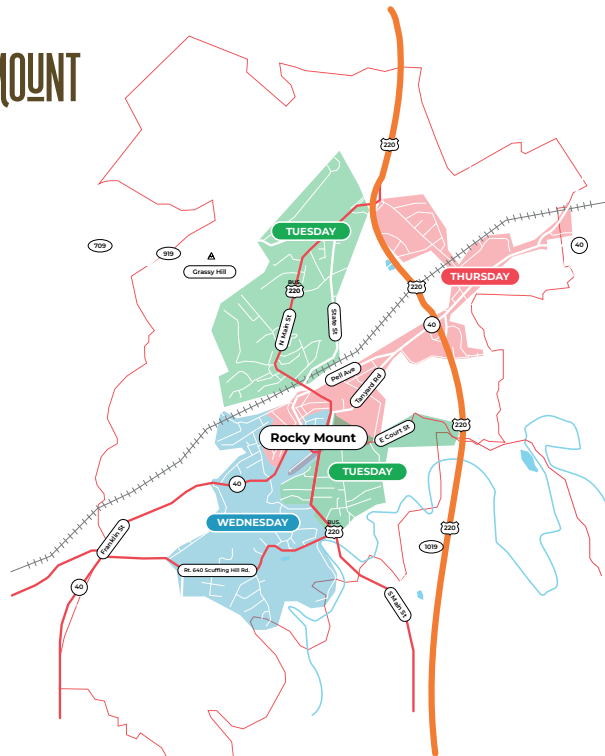 MOUNT
220
TUESDAY
709
919
Grassy Hill
40
THURSDAY
BUS.
220
220
N Main St
State St
40
Pell Ave
Tanyard Rd
220
E Court St
Rocky Mount
TUESDAY
40
WEDNESDAY
BUS.
220
220
Franklin St
1019
Rt. 640 Scuffling Hill Rd.
40
S Main St